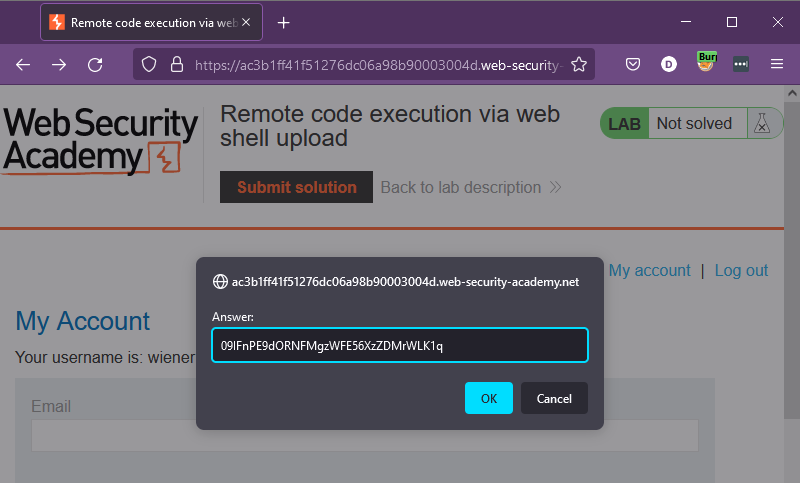 Remote code execution via web
https://ac3b1ff41f51276dc06a98b90003004d.web-security-
D
Burp
Web Security
Academy
Remote code execution via web
shell upload
LAB Not solved
Submit solution
Back to lab description
My account | Log out
ac3b1ff41f51276dc06a98b90003004d.web-security-academy.net
Answer:
09lFnPE9dORNFMgzWFE56XzZDMrWLK1q
OK
Cancel
My Account
Your username is: wiener
Email